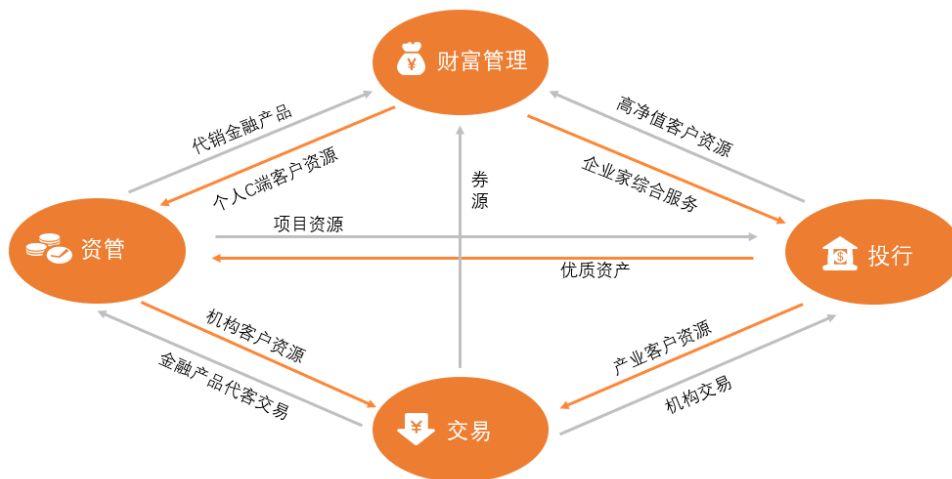 财富管理
代销金融产品
高净值客户资源
个人C端客户资源
券
源
企业家综合服务
资管
项目资源
优质资产
投行
机构客户资源
产业客户资源
金融产品代客交易
机构交易
交易